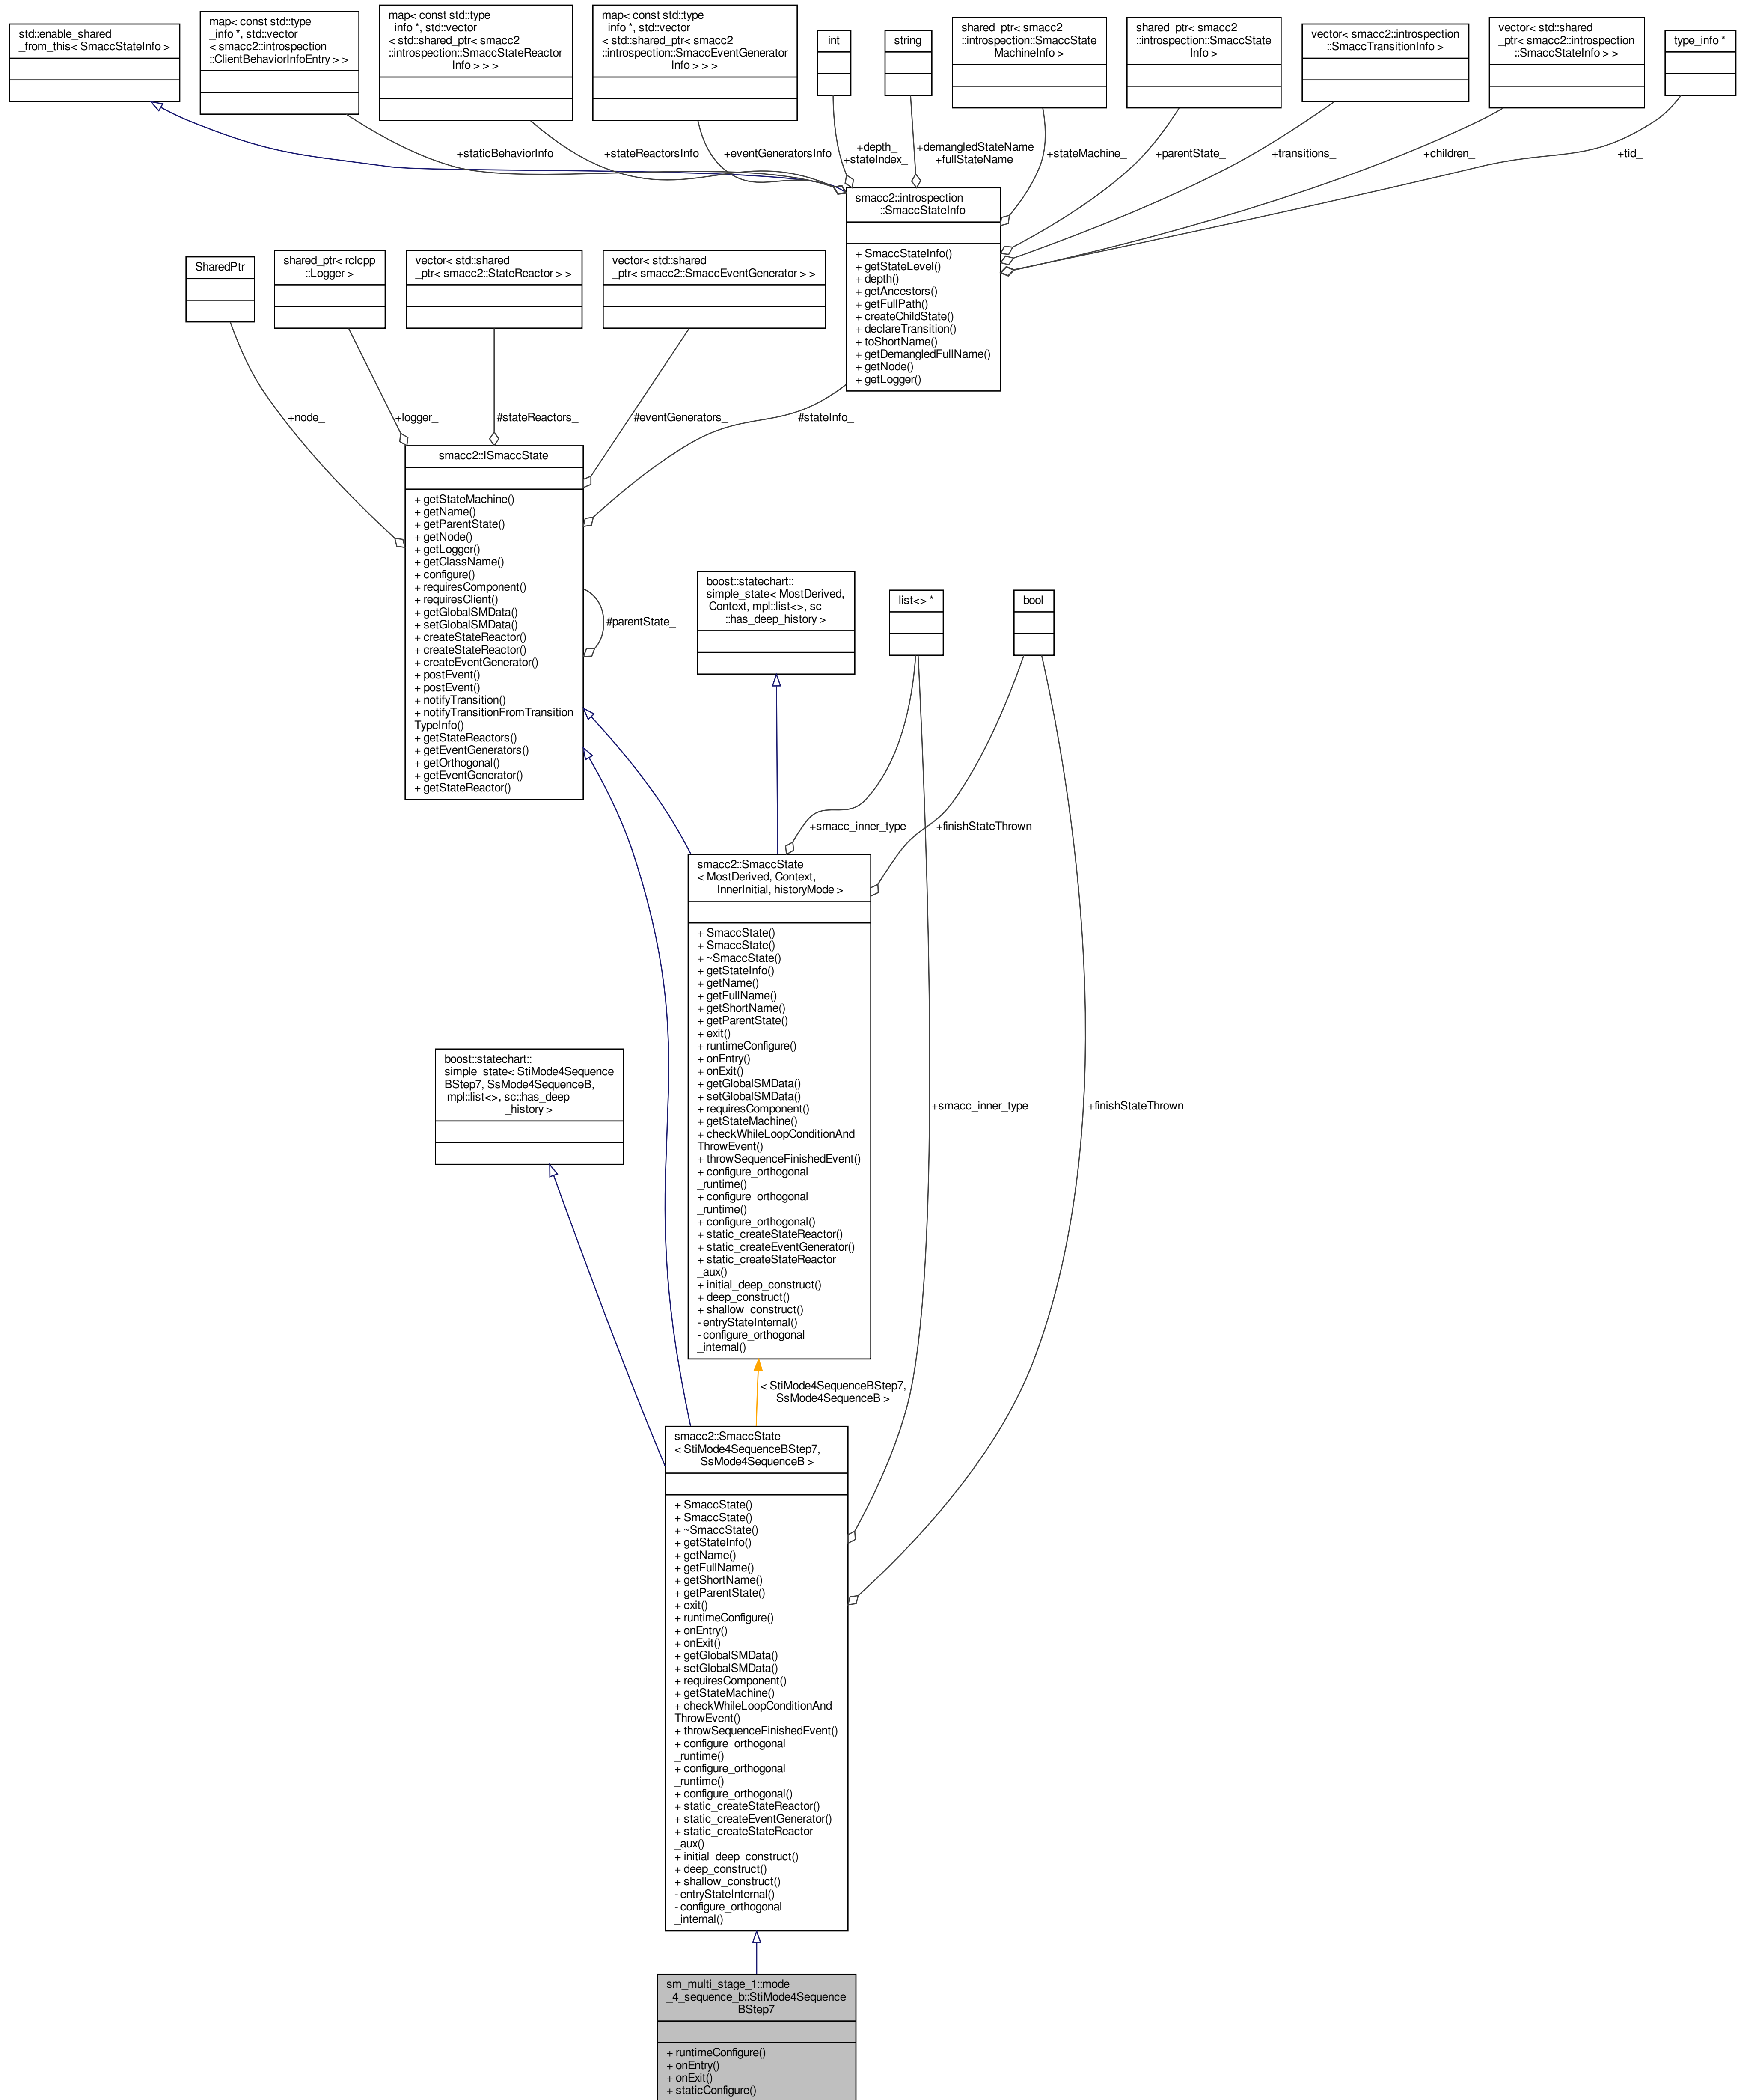 std::enable_shared
_from_this< SmaccStateInfo >
map< const std::type
_info *, std::vector
< smacc2::introspection
::ClientBehaviorInfoEntry > >
map< const std::type
_info *, std::vector
< std::shared_ptr< smacc2
::introspection::SmaccStateReactor
Info > > >
map< const std::type
_info *, std::vector
< std::shared_ptr< smacc2
::introspection::SmaccEventGenerator
Info > > >
int
string
shared_ptr< smacc2
::introspection::SmaccState
MachineInfo >
shared_ptr< smacc2
::introspection::SmaccState
Info >
vector< smacc2::introspection
::SmaccTransitionInfo >
vector< std::shared
_ptr< smacc2::introspection
::SmaccStateInfo > >
type_info *
+staticBehaviorInfo
+stateReactorsInfo
+eventGeneratorsInfo
+depth_
+stateIndex_
+demangledStateName
+fullStateName
+stateMachine_
+parentState_
+transitions_
+children_
+tid_
smacc2::introspection
::SmaccStateInfo
+ SmaccStateInfo()
+ getStateLevel()
+ depth()
+ getAncestors()
+ getFullPath()
+ createChildState()
+ declareTransition()
+ toShortName()
+ getDemangledFullName()
+ getNode()
+ getLogger()
SharedPtr
shared_ptr< rclcpp
::Logger >
vector< std::shared
_ptr< smacc2::StateReactor > >
vector< std::shared
_ptr< smacc2::SmaccEventGenerator > >
+node_
+logger_
#stateReactors_
#eventGenerators_
#stateInfo_
smacc2::ISmaccState
+ getStateMachine()
+ getName()
+ getParentState()
+ getNode()
+ getLogger()
+ getClassName()
+ configure()
+ requiresComponent()
+ requiresClient()
+ getGlobalSMData()
+ setGlobalSMData()
+ createStateReactor()
+ createStateReactor()
+ createEventGenerator()
+ postEvent()
+ postEvent()
+ notifyTransition()
+ notifyTransitionFromTransition
TypeInfo()
+ getStateReactors()
+ getEventGenerators()
+ getOrthogonal()
+ getEventGenerator()
+ getStateReactor()
#parentState_
boost::statechart::
simple_state< MostDerived,
Context, mpl::list<>, sc
::has_deep_history >
list<> *
bool
+smacc_inner_type
+finishStateThrown
smacc2::SmaccState
< MostDerived, Context,
InnerInitial, historyMode >
+ SmaccState()
+ SmaccState()
+ ~SmaccState()
+ getStateInfo()
+ getName()
+ getFullName()
+ getShortName()
+ getParentState()
+ exit()
+ runtimeConfigure()
+ onEntry()
+ onExit()
+ getGlobalSMData()
+ setGlobalSMData()
+ requiresComponent()
+ getStateMachine()
+ checkWhileLoopConditionAnd
ThrowEvent()
+ throwSequenceFinishedEvent()
+ configure_orthogonal
_runtime()
+ configure_orthogonal
_runtime()
+ configure_orthogonal()
+ static_createStateReactor()
+ static_createEventGenerator()
+ static_createStateReactor
_aux()
+ initial_deep_construct()
+ deep_construct()
+ shallow_construct()
- entryStateInternal()
- configure_orthogonal
_internal()
boost::statechart::
simple_state< StiMode4Sequence
BStep7, SsMode4SequenceB,
mpl::list<>, sc::has_deep
_history >
+smacc_inner_type
+finishStateThrown
< StiMode4SequenceBStep7,
SsMode4SequenceB >
smacc2::SmaccState
< StiMode4SequenceBStep7,
SsMode4SequenceB >
+ SmaccState()
+ SmaccState()
+ ~SmaccState()
+ getStateInfo()
+ getName()
+ getFullName()
+ getShortName()
+ getParentState()
+ exit()
+ runtimeConfigure()
+ onEntry()
+ onExit()
+ getGlobalSMData()
+ setGlobalSMData()
+ requiresComponent()
+ getStateMachine()
+ checkWhileLoopConditionAnd
ThrowEvent()
+ throwSequenceFinishedEvent()
+ configure_orthogonal
_runtime()
+ configure_orthogonal
_runtime()
+ configure_orthogonal()
+ static_createStateReactor()
+ static_createEventGenerator()
+ static_createStateReactor
_aux()
+ initial_deep_construct()
+ deep_construct()
+ shallow_construct()
- entryStateInternal()
- configure_orthogonal
_internal()
sm_multi_stage_1::mode
_4_sequence_b::StiMode4Sequence
BStep7
+ runtimeConfigure()
+ onEntry()
+ onExit()
+ staticConfigure()